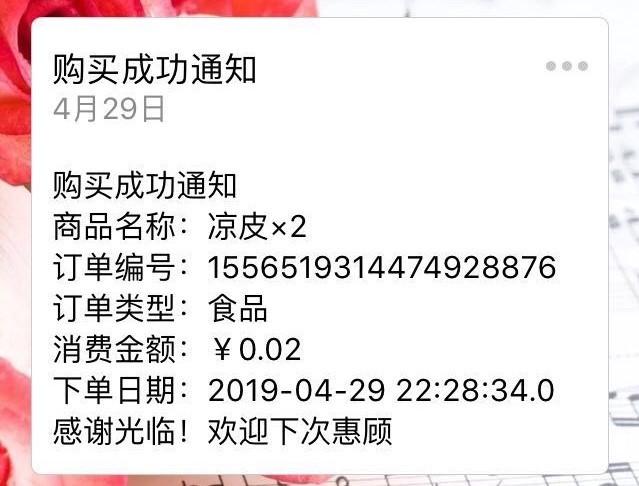 购买成功通知
4月29日
购买成功通知
商品名称：凉皮×2
订单编号：1556519314474928876
订单类型：食品
消费金额：￥0.02
下单日期：2019-04-29 22:28:34.0
感谢光临！欢迎下次惠顾